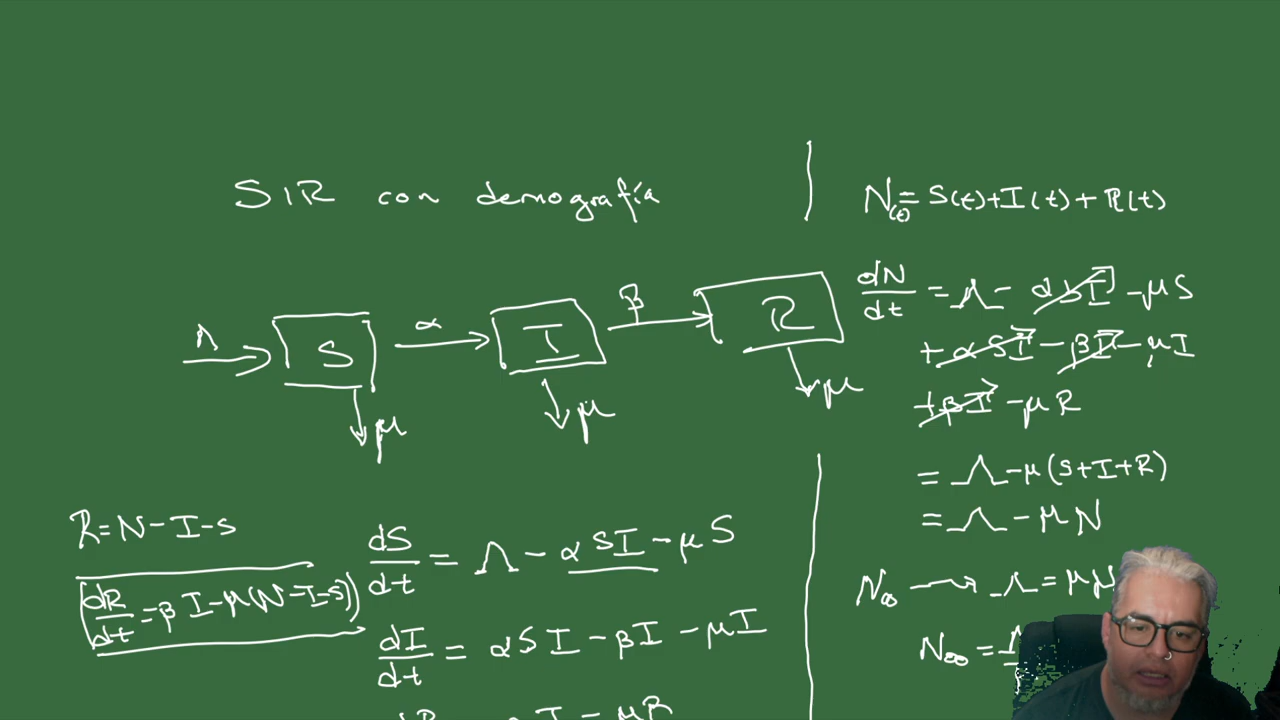 SIR con demografía
Λ
S
α
I
β
R
μ
μ
μ
R=N-I-S
dR/dt=βI-μ(N-I-S)
dS/dt = Λ - αSI - μS
dI/dt = αSI - βI - μI
N(t)=S(t)+I(t)+R(t)
dN/dt = Λ - αSI - μS
+ αSI - βI - μI
+βI - μR
= Λ-μ(S+I+R)
= Λ - μN
N∞ → Λ=μ
N∞ =